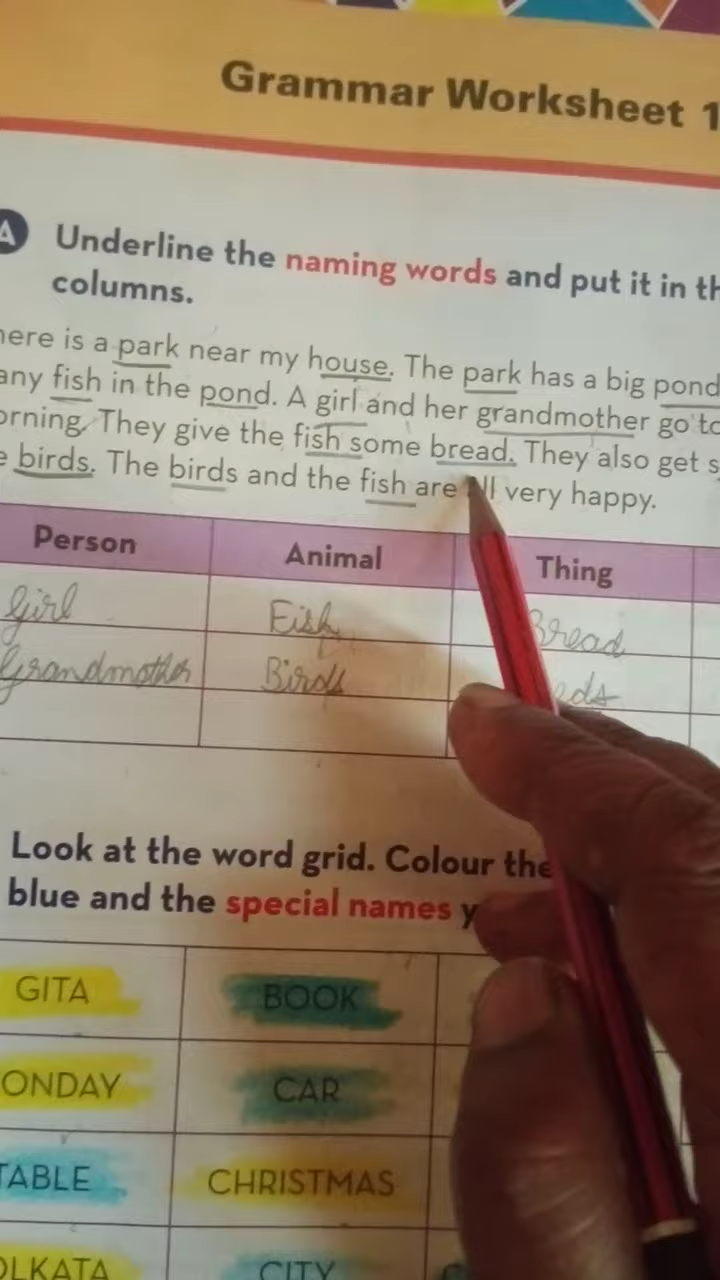 Grammar Worksheet 1
A Underline the naming words and put it in th
columns.
here is a park near my house. The park has a big pond
any fish in the pond. A girl and her grandmother go to
orning. They give the fish some bread. They also get s
e birds. The birds and the fish are all very happy.
Person Animal Thing
Girl Fish Bread
Grandmother Birds eds
Look at the word grid. Colour the
blue and the special names y
GITA BOOK
ONDAY CAR
TABLE CHRISTMAS
OLKATA CITY